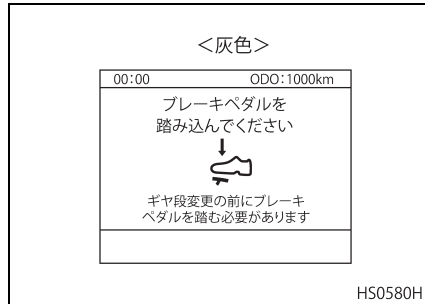 ＜灰色＞
00:00 ODO:1000km
ブレーキペダルを
踏み込んでください
ギヤ段変更の前にブレーキ
ペダルを踏む必要があります
HS0580H